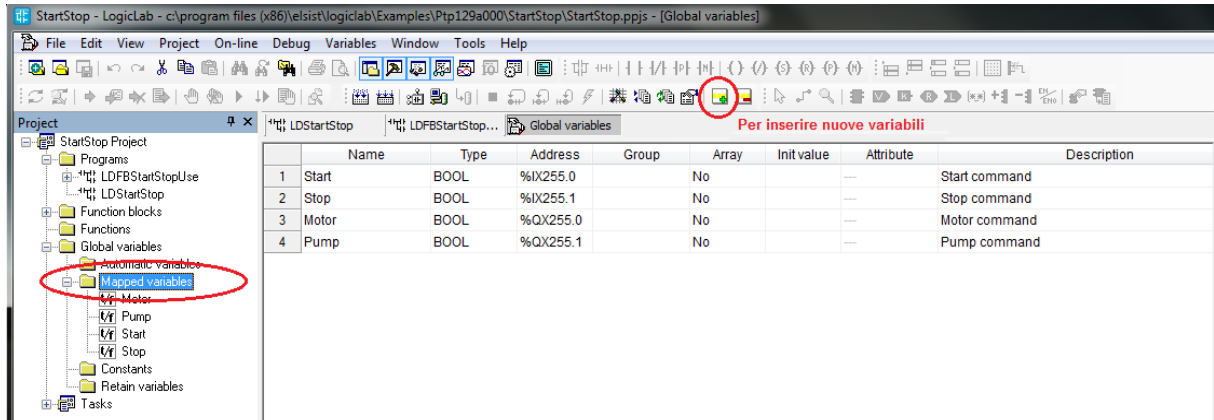 StartStop - LogicLab - c:\program files (x86)\elsist\logiclab\Examples\Ptp129a000\StartStop\StartStop.ppjs - [Global variables]
File Edit View Project On-line Debug Variables Window Tools Help
Project
LDStartStop LDFBStartStop... Global variables
Per inserire nuove variabili
StartStop Project
Programs
LDFBStartStopUse
LDStartStop
Function blocks
Functions
Global variables
Automatic variables
Mapped variables
Motor
Pump
Start
Stop
Constants
Retain variables
Tasks
Name Type Address Group Array Init value Attribute Description
1 Start BOOL %IX255.0 No --- Start command
2 Stop BOOL %IX255.1 No --- Stop command
3 Motor BOOL %QX255.0 No --- Motor command
4 Pump BOOL %QX255.1 No --- Pump command